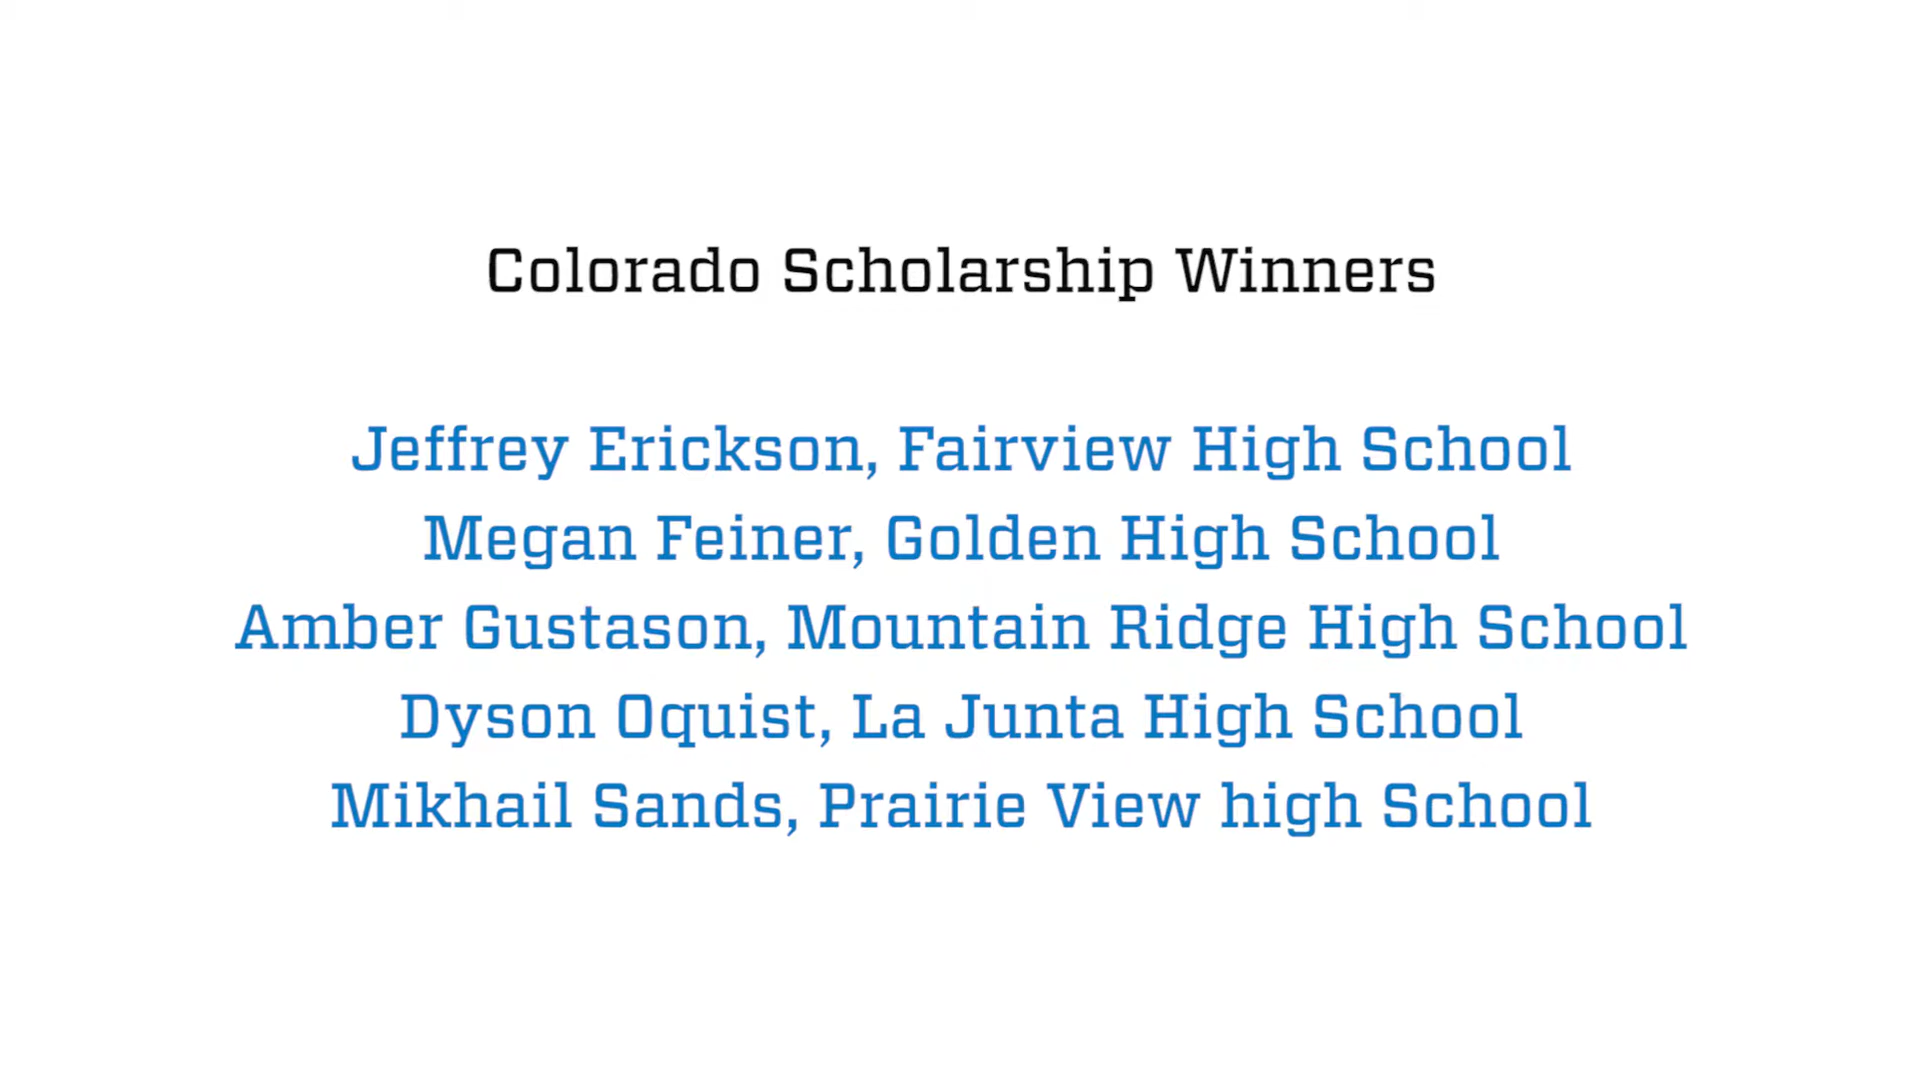 Colorado Scholarship Winners
Jeffrey Erickson, Fairview High School
Megan Feiner, Golden High School
Amber Gustason, Mountain Ridge High School
Dyson Oquist, La Junta High School
Mikhail Sands, Prairie View high School